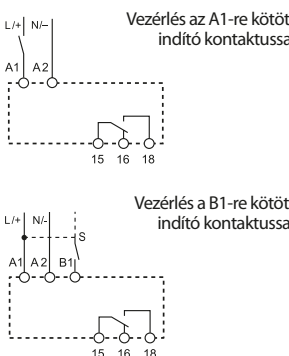 Vezérlés az A1-re kötöt
indító kontaktussa
L/+ N/–
A1 A2
15 16 18
Vezérlés a B1-re kötöt
indító kontaktussa
L/+ N/-
S
A1 A2 B1
15 16 18